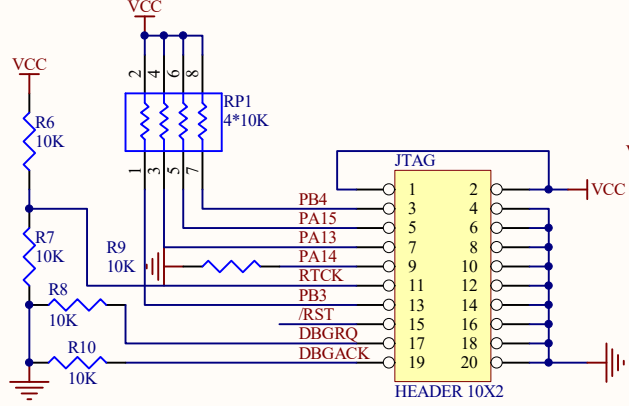 VCC
VCC
2 4 6 8
RP1
4*10K
R6
10K
1 3 5 7
R7
10K
R9
10K
R8
10K
R10
10K
JTAG
VCC
PB4
PA15
PA13
PA14
RTCK
PB3
/RST
DBGRQ
DBGACK
1 2
3 4
5 6
7 8
9 10
11 12
13 14
15 16
17 18
19 20
HEADER 10X2